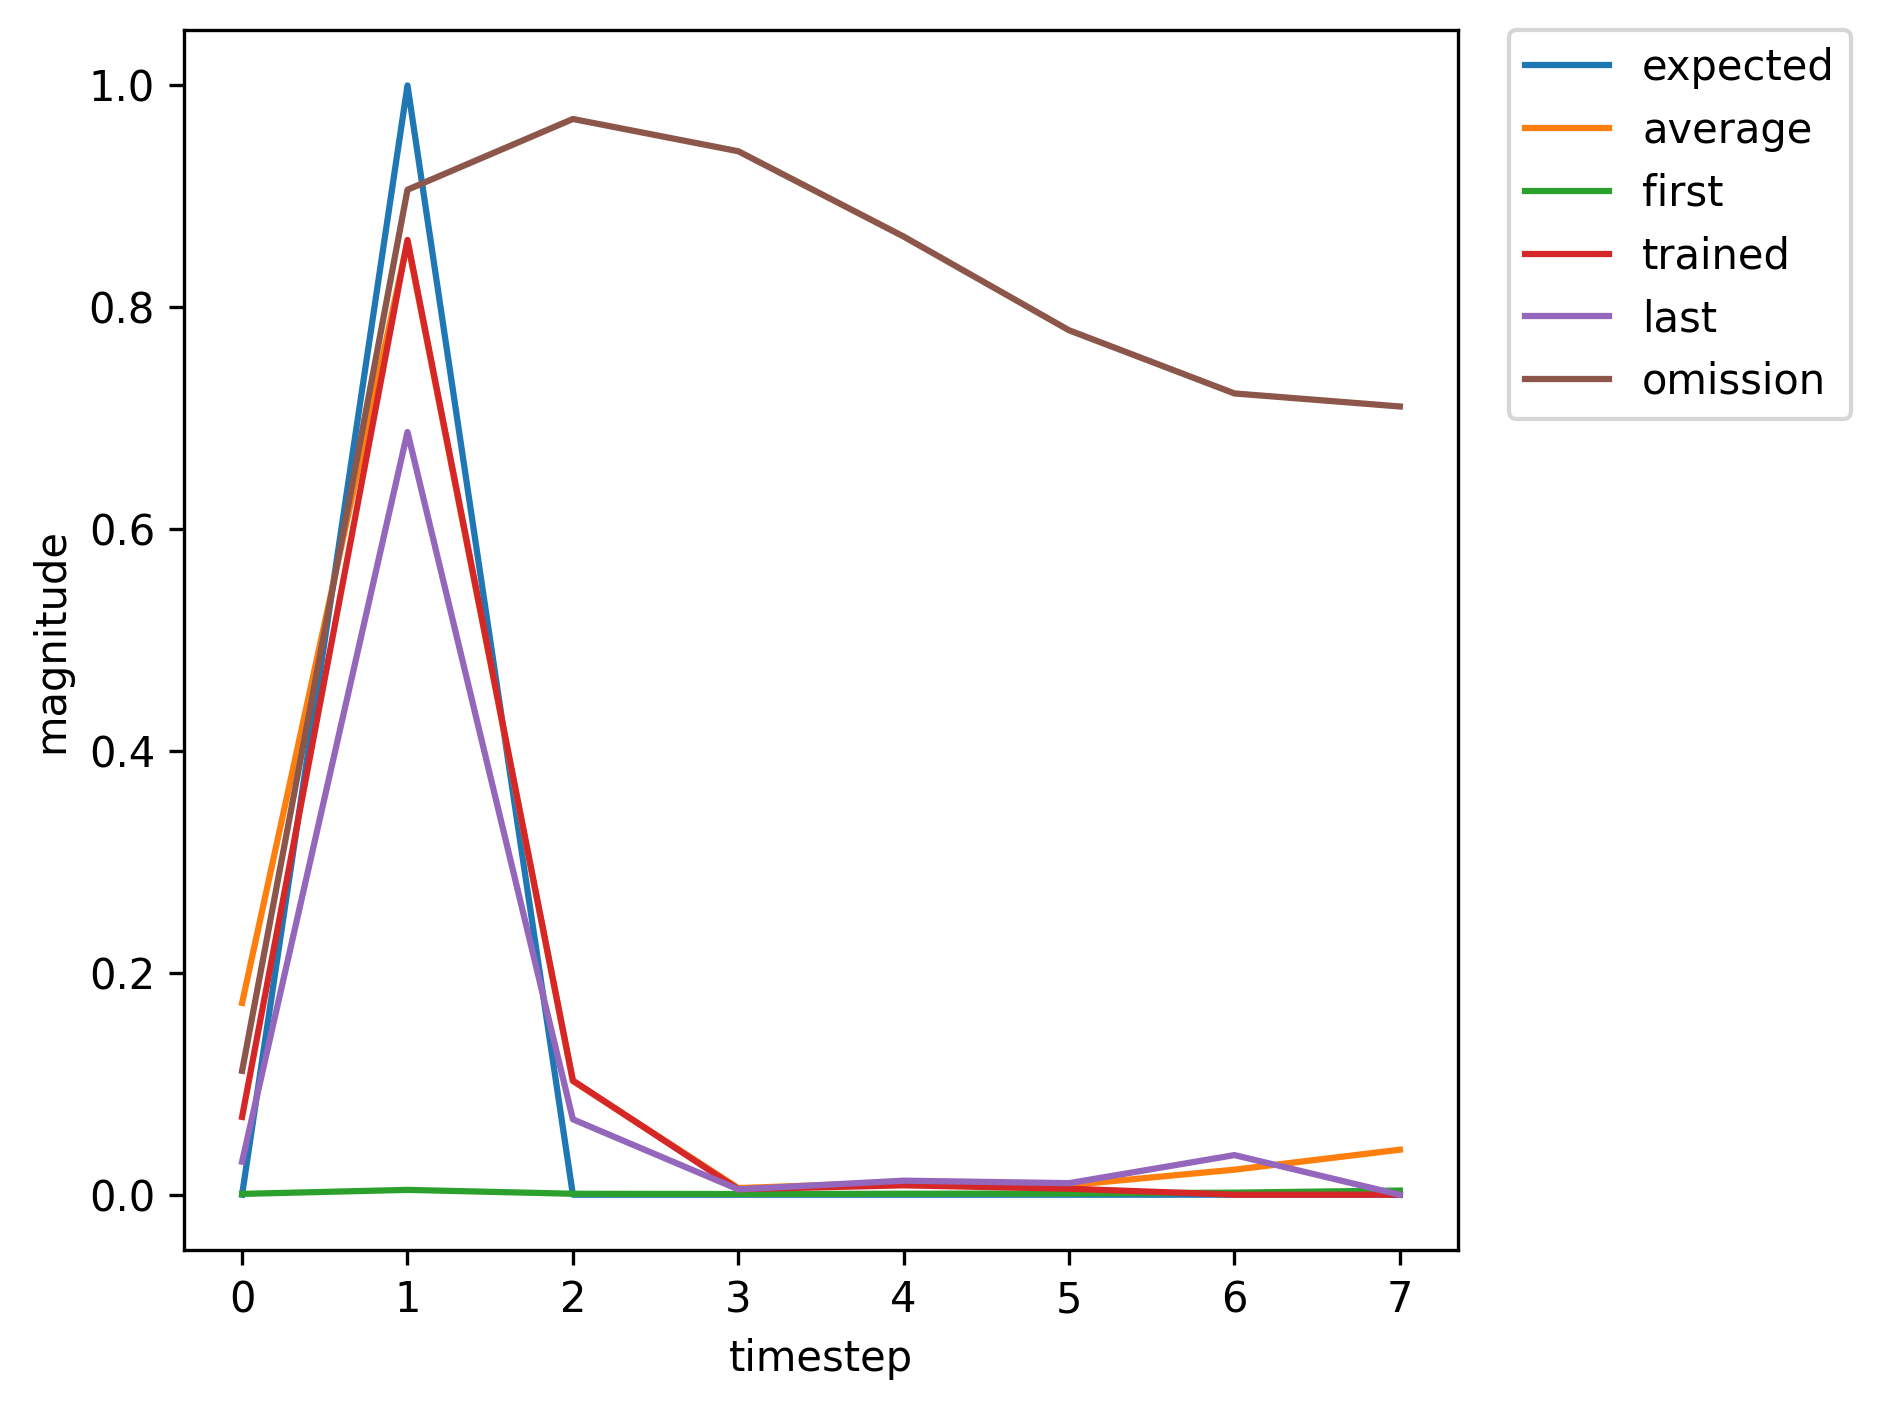 1.0
0.8
0.6
0.4
0.2
0.0
magnitude
0 1 2 3 4 5 6 7
timestep
expected
average
first
trained
last
omission